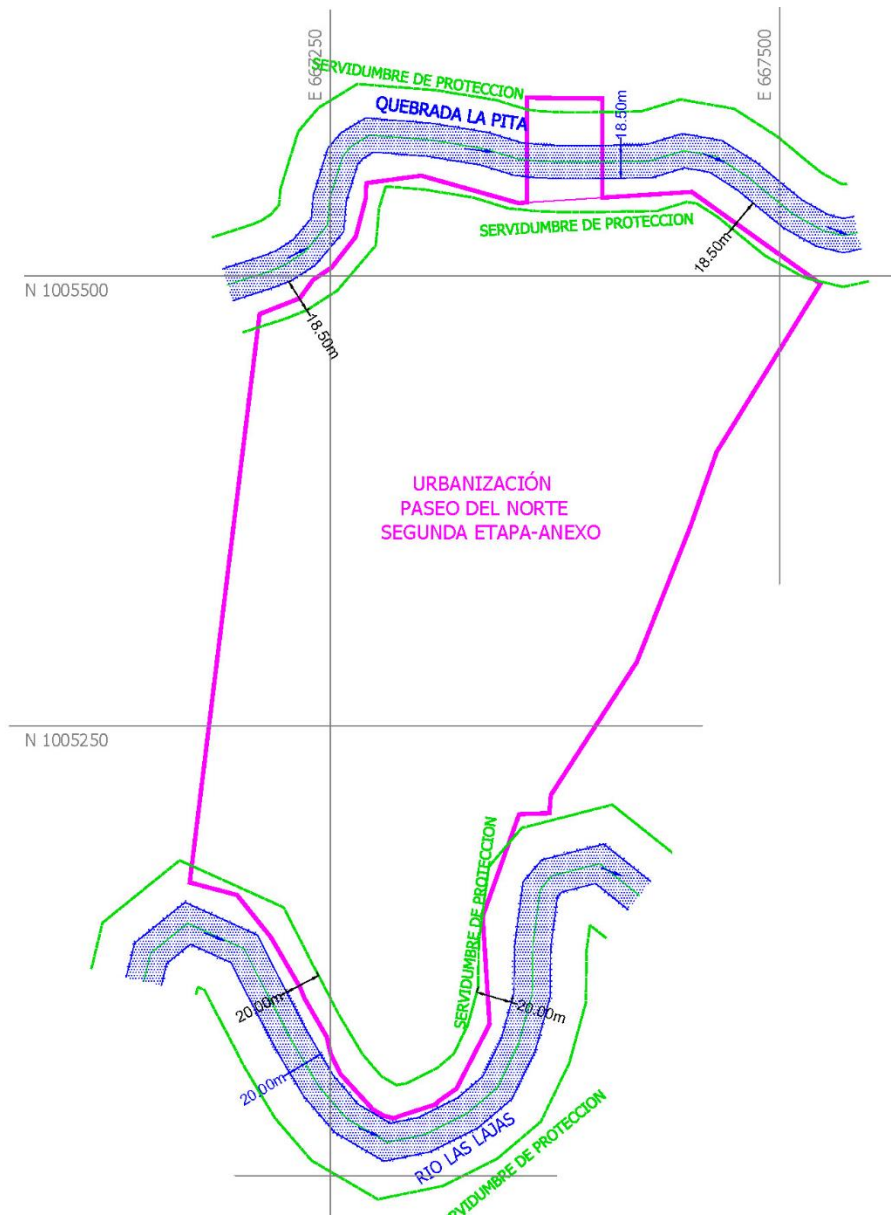 E 667250
E 667500
SERVIDUMBRE DE PROTECCION
QUEBRADA LA PITA
18.50m
SERVIDUMBRE DE PROTECCION
18.50m
N 1005500
18.50m
URBANIZACIÓN
PASEO DEL NORTE
SEGUNDA ETAPA-ANEXO
N 1005250
SERVIDUMBRE DE PROTECCION
20.00m
20.00m
20.00m
RIO LAS LAJAS
SERVIDUMBRE DE PROTECCION